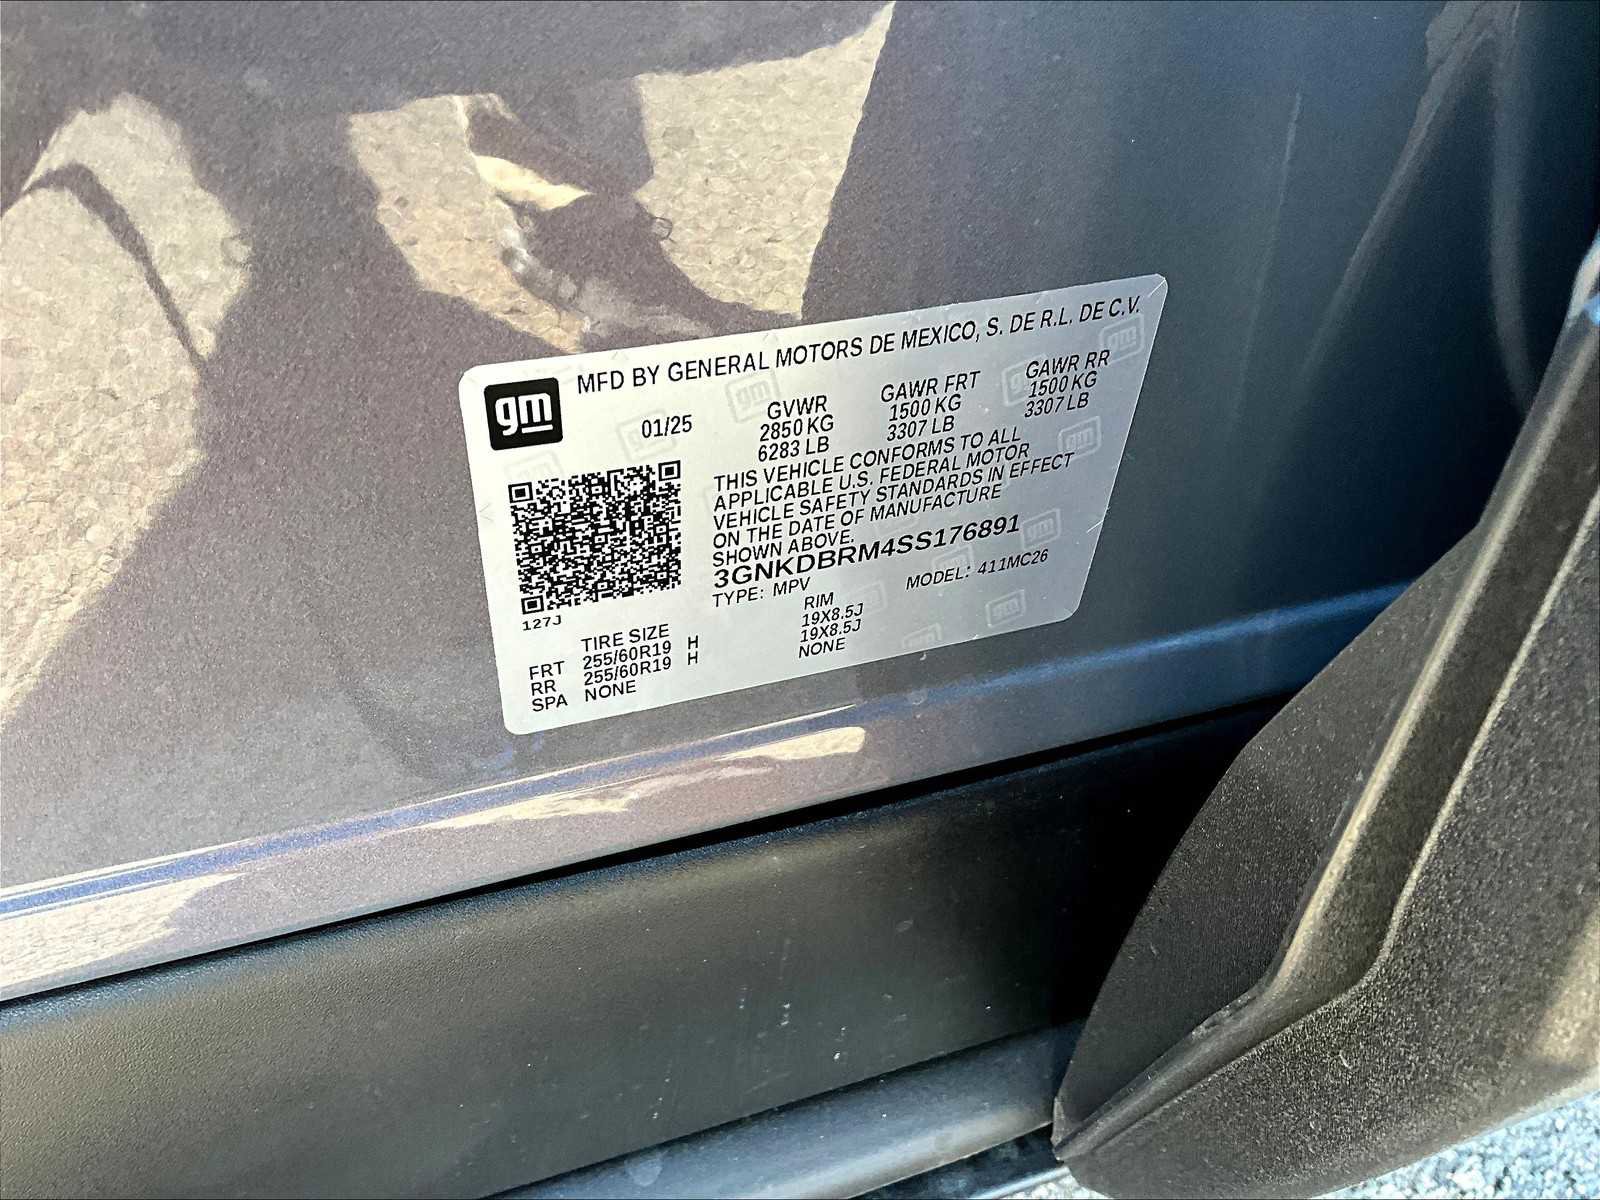 MFD BY GENERAL MOTORS DE MEXICO, S. DE R.L. DE C.V.
gm
01/25
GVWR GAWR FRT GAWR RR
2850 KG 1500 KG 1500 KG
6283 LB 3307 LB 3307 LB
THIS VEHICLE CONFORMS TO ALL
APPLICABLE U.S. FEDERAL MOTOR
VEHICLE SAFETY STANDARDS IN EFFECT
ON THE DATE OF MANUFACTURE
SHOWN ABOVE.
3GNKDBRM4SS176891
TYPE: MPV MODEL: 411MC26
127J
TIRE SIZE RIM
FRT 255/60R19 H 19X8.5J
RR 255/60R19 H 19X8.5J
SPA NONE NONE